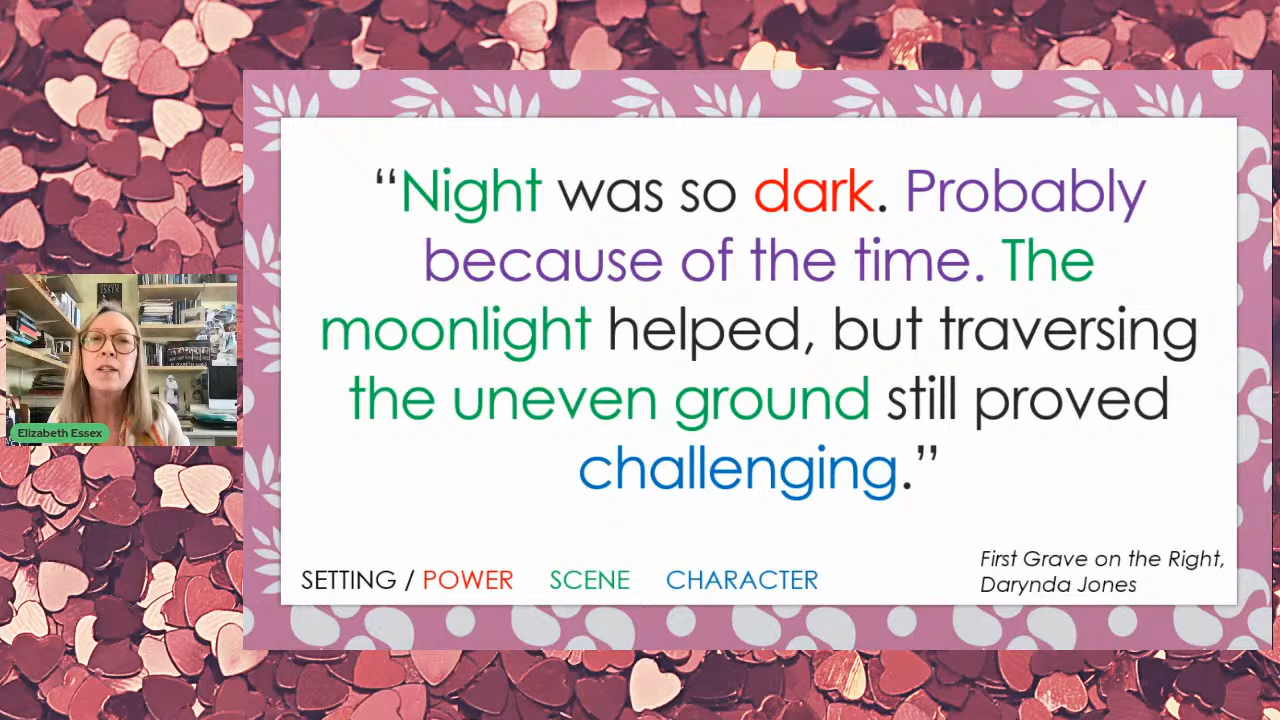 “Night was so dark. Probably
because of the time. The
moonlight helped, but traversing
the uneven ground still proved
challenging.”
SETTING / POWER SCENE CHARACTER
First Grave on the Right,
Darynda Jones
Elizabeth Essex